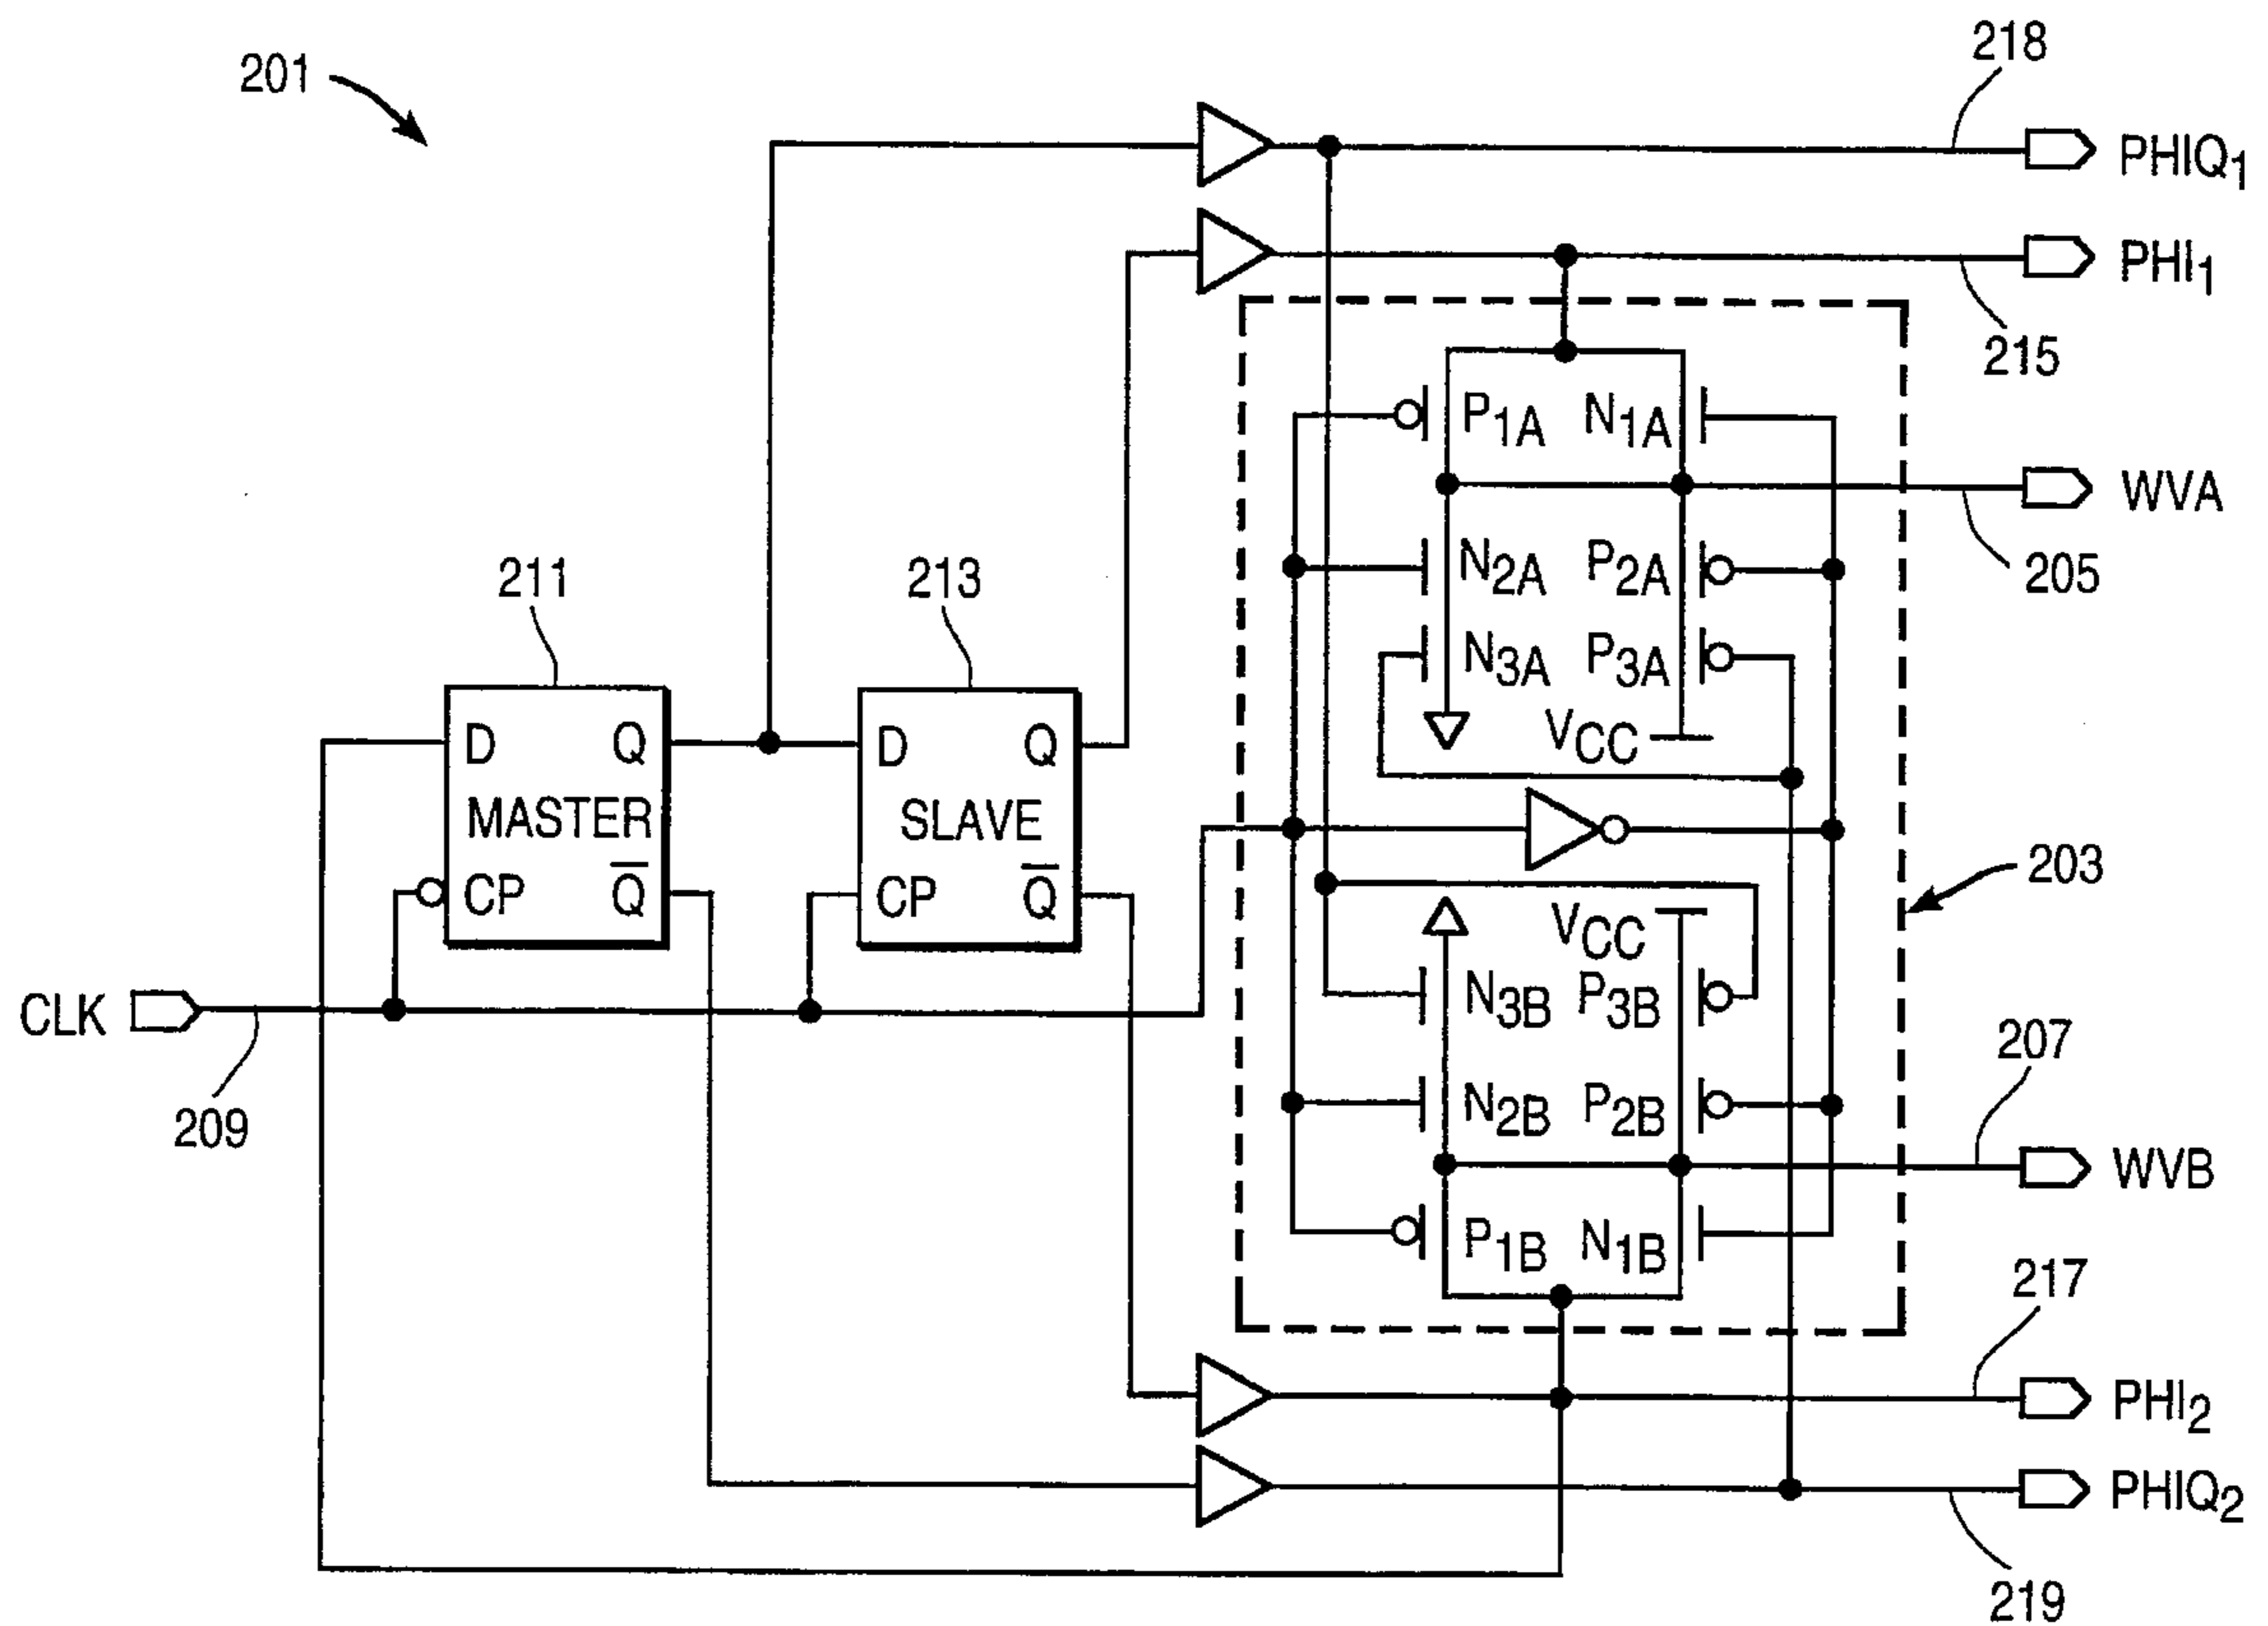 201
218
PHIQ1
PHI1
215
P1A
N1A
WVA
205
N2A
P2A
N3A
P3A
VCC
211
213
D
Q
MASTER
CP
Q̅
D
Q
SLAVE
CP
Q̅
203
VCC
N3B
P3B
N2B
P2B
CLK
209
207
WVB
P1B
N1B
217
PHI2
PHIQ2
219